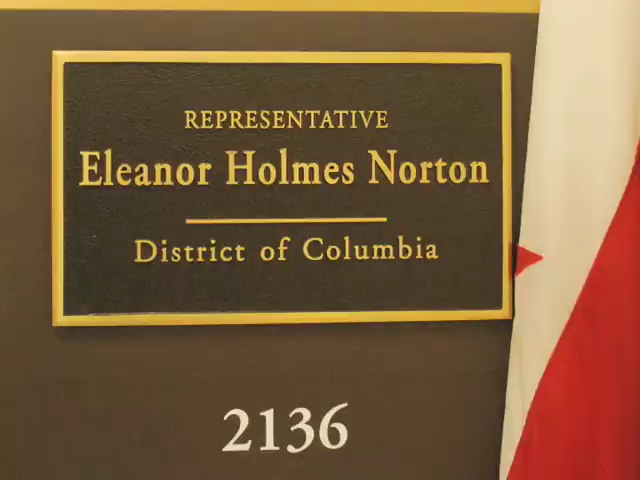 REPRESENTATIVE
Eleanor Holmes Norton
District of Columbia
2136